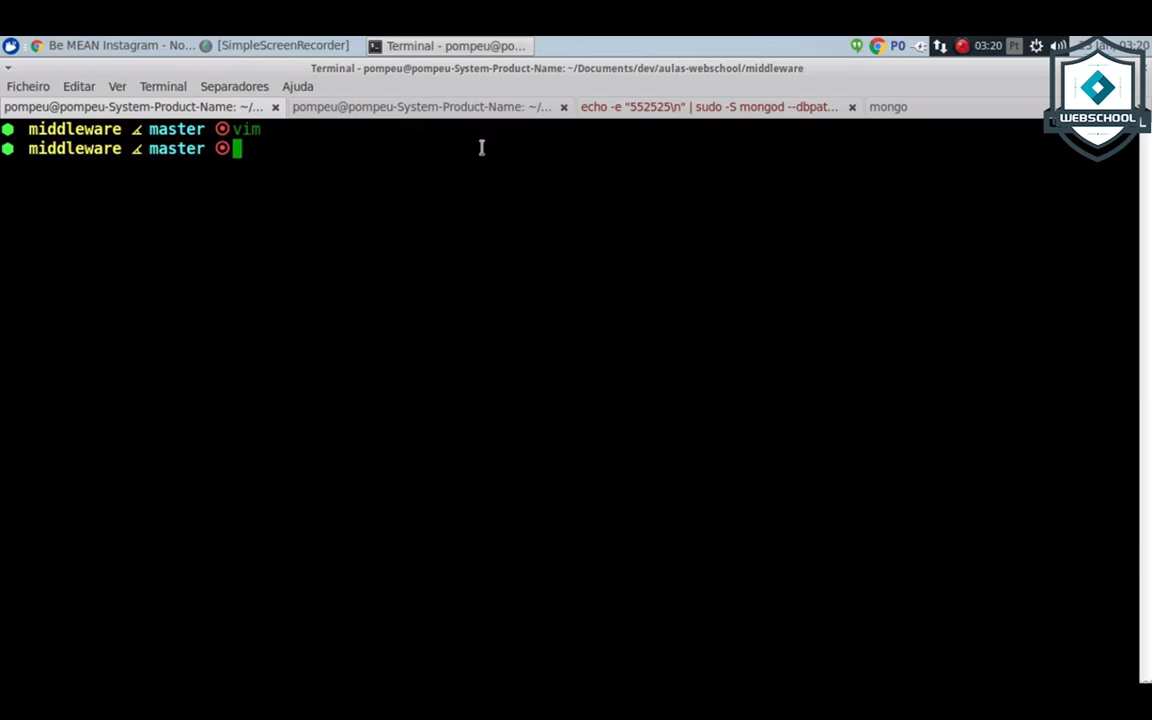 Be MEAN Instagram - No... [SimpleScreenRecorder] Terminal - pompeu@po... PO 03:20 Pt
Terminal - pompeu@pompeu-System-Product-Name: ~/Documents/dev/aulas-webschool/middleware
Ficheiro Editar Ver Terminal Separadores Ajuda
pompeu@pompeu-System-Product-Name: ~/... pompeu@pompeu-System-Product-Name: ~/... echo -e "552525\n" | sudo -S mongod --dbpat... mongo
WEBSCHOOL
middleware master vim
middleware master